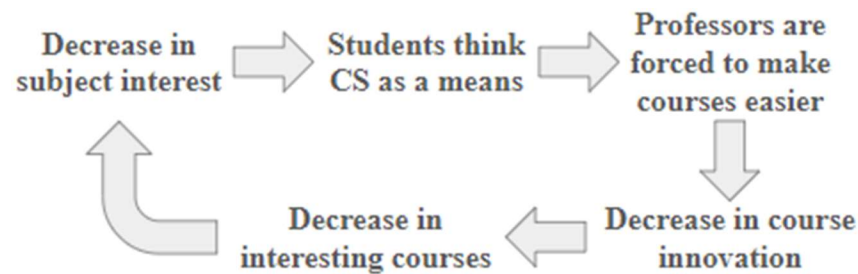 Decrease in
subject interest
Students think
CS as a means
Professors are
forced to make
courses easier
Decrease in course
innovation
Decrease in
interesting courses